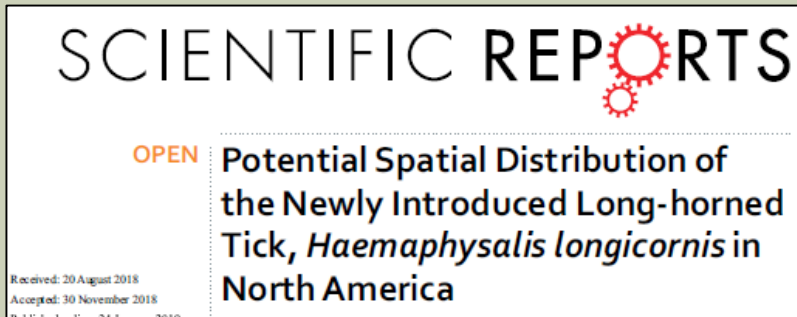 SCIENTIFIC REPORTS
OPEN
Potential Spatial Distribution of
the Newly Introduced Long-horned
Tick, Haemaphysalis longicornis in
North America
Received: 20 August 2018
Accepted: 30 November 2018